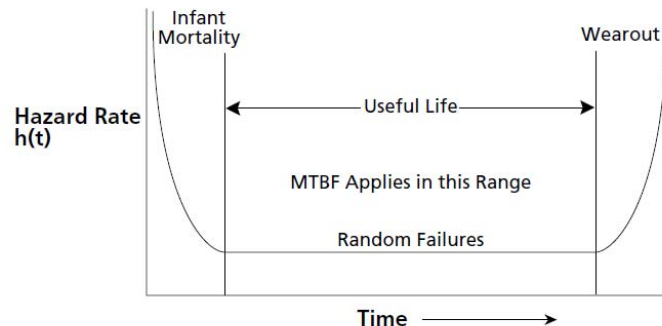 Infant
Mortality
Wearout
Useful Life
Hazard Rate
h(t)
MTBF Applies in this Range
Random Failures
Time